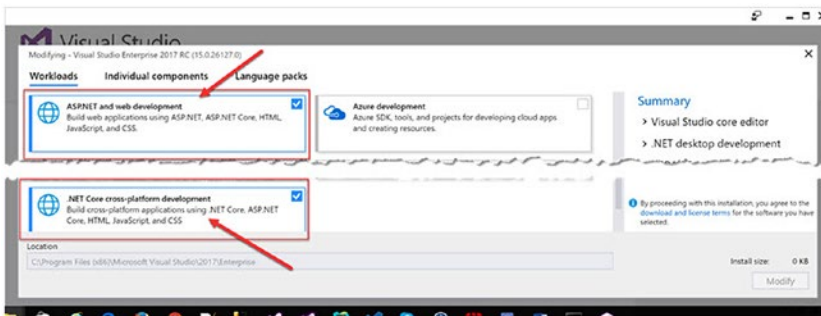 Visual Studio
Modifying - Visual Studio Enterprise 2017 RC (15.0.26127.0)
Workloads Individual components Language packs
ASP.NET and web development
Build web applications using ASP.NET, ASP.NET Core, HTML,
JavaScript, and CSS.
Azure development
Azure SDK, tools, and projects for developing cloud apps
and creating resources.
Summary
> Visual Studio core editor
> .NET desktop development
.NET Core cross-platform development
Build cross-platform applications using .NET Core, ASP.NET
Core, HTML, JavaScript, and CSS
By proceeding with this installation, you agree to the
download and license terms for the software you have
selected.
Location
C:\Program Files (x86)\Microsoft Visual Studio\2017\Enterprise
Install size: 0 KB
Modify